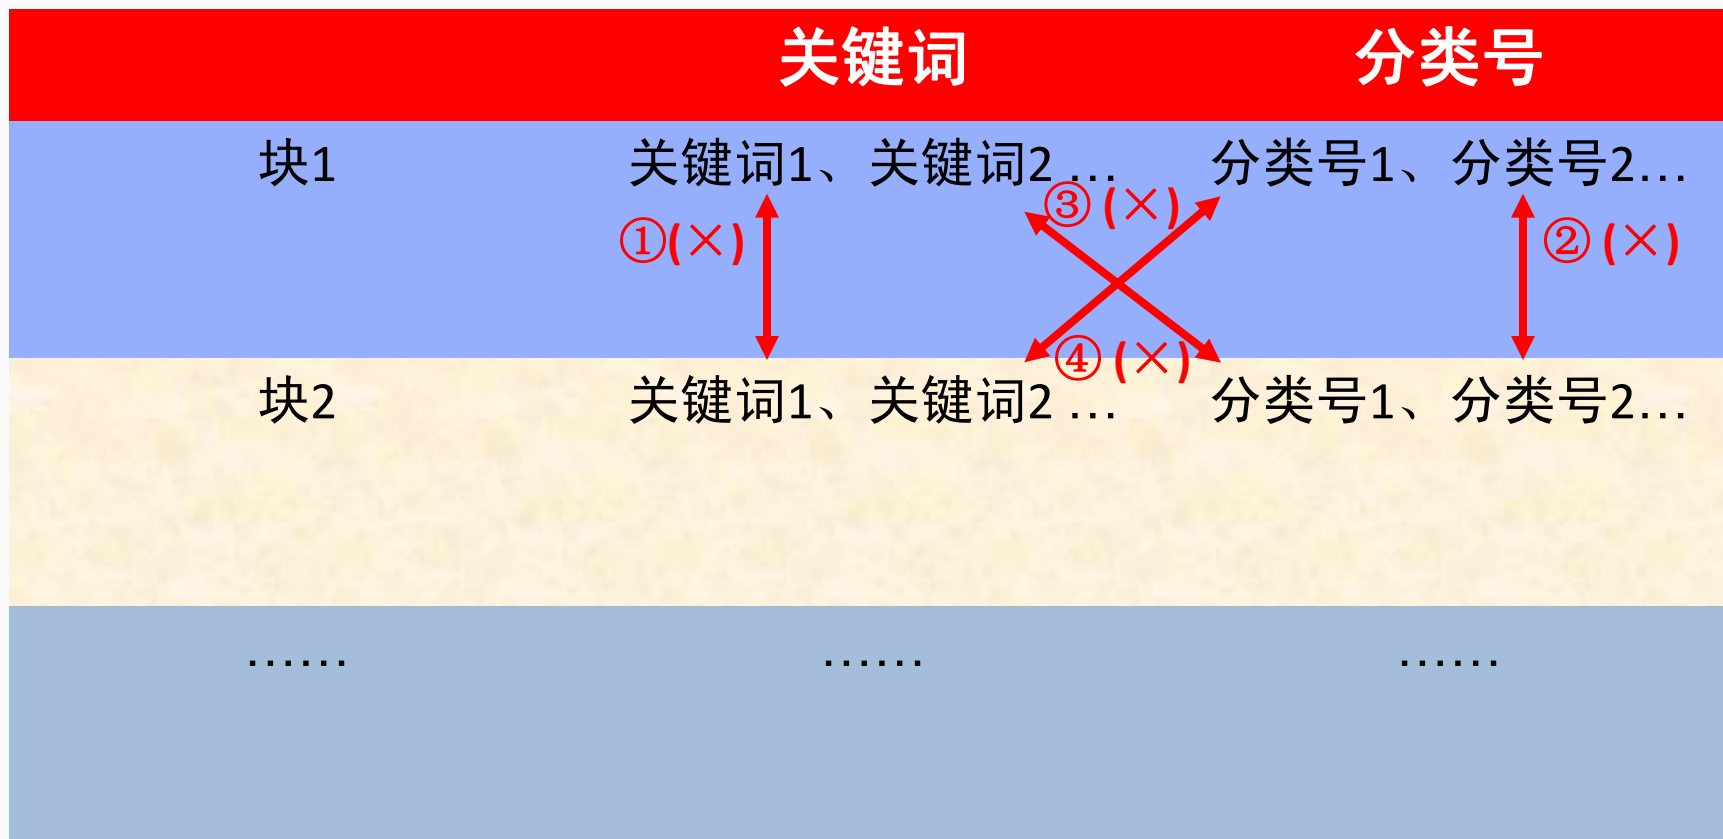 关键词 分类号
块1 关键词1、关键词2 … 分类号1、分类号2…
③(×)
①(×) ②(×)
④(×)
块2 关键词1、关键词2 … 分类号1、分类号2…
…… …… ……